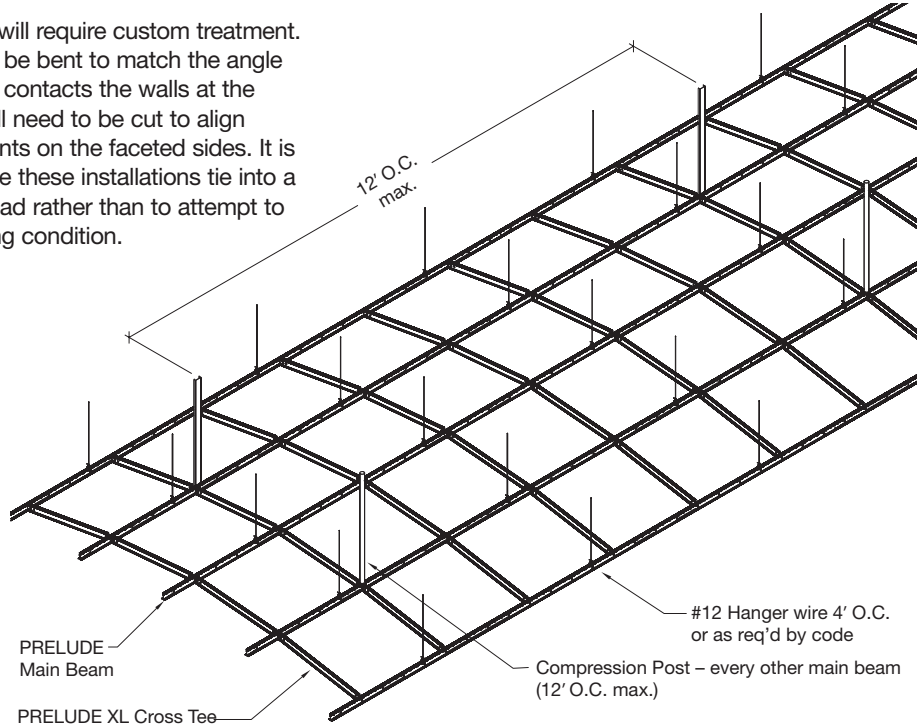 will require custom treatment.
be bent to match the angle
contacts the walls at the
need to be cut to align
on the faceted sides. It is
these installations tie into a
rather than to attempt to
condition.
12' O.C.
max.
#12 Hanger wire 4' O.C.
or as req'd by code
PRELUDE
Main Beam
Compression Post – every other main beam
(12' O.C. max.)
PRELUDE XL Cross Tee